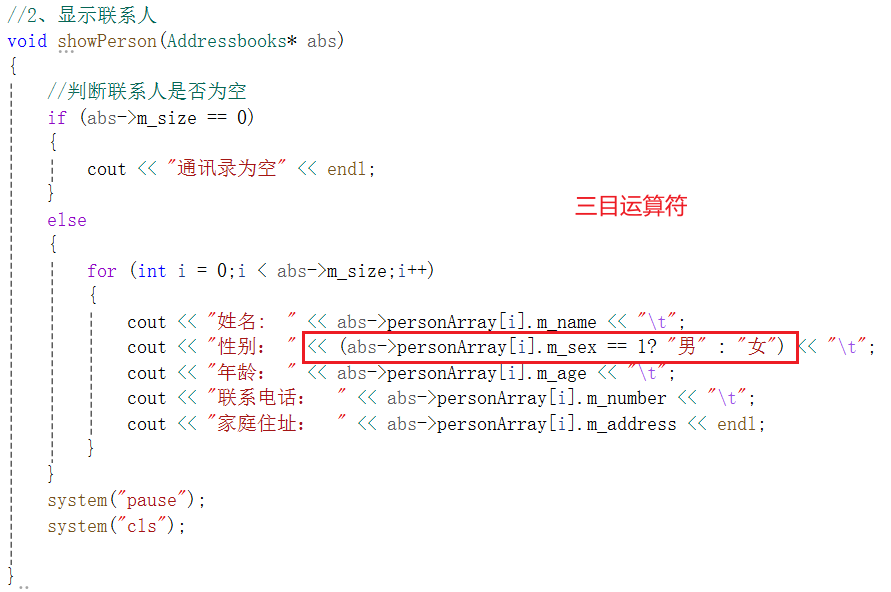 //2、显示联系人
void showPerson(Addressbooks* abs)
{
//判断联系人是否为空
if (abs->m_size == 0)
{
cout << "通讯录为空" << endl;
}
else
三目运算符
{
for (int i = 0;i < abs->m_size;i++)
{
cout << "姓名： " << abs->personArray[i].m_name << "\t";
cout << "性别： " << (abs->personArray[i].m_sex == 1? "男" : "女") << "\t";
cout << "年龄： " << abs->personArray[i].m_age << "\t";
cout << "联系电话： " << abs->personArray[i].m_number << "\t";
cout << "家庭住址： " << abs->personArray[i].m_address << endl;
}
}
system("pause");
system("cls");
}